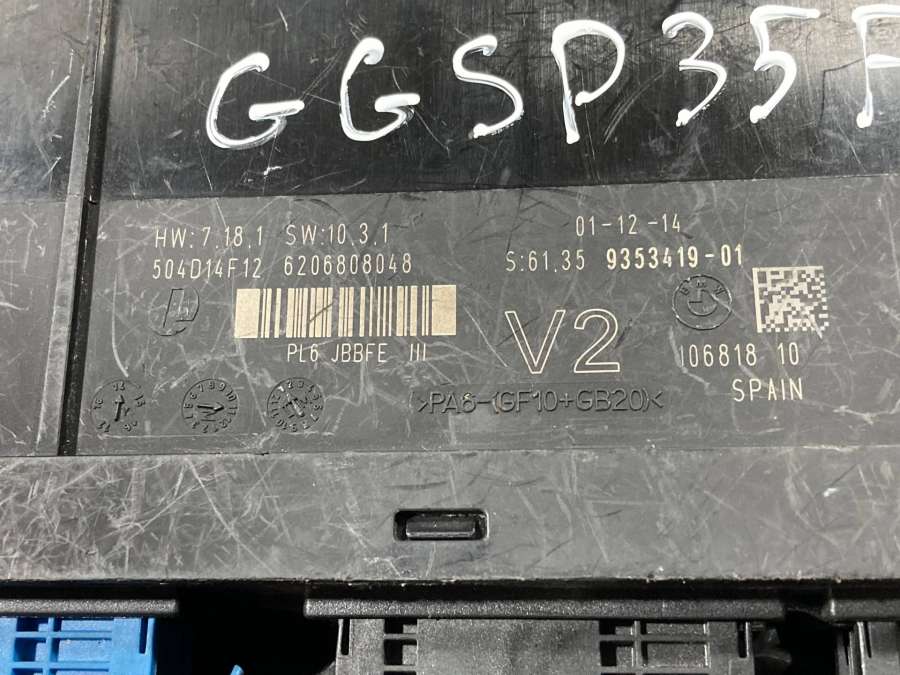 GGSP35F
HW:7.18.1 SW:10.3.1
504D14F12 6206808048
PL6 JBBFE III
01-12-14
S:61.35 9353419-01
BMW
V2
106818 10
SPAIN
>PA6-(GF10+GB20)<